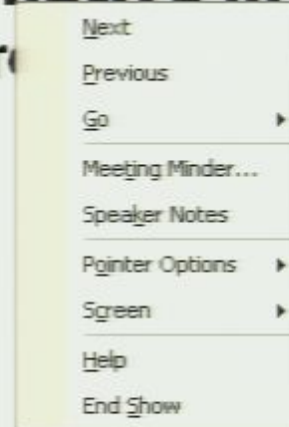 Next
Previous
Go
Meeting Minder...
Speaker Notes
Pointer Options
Screen
Help
End Show